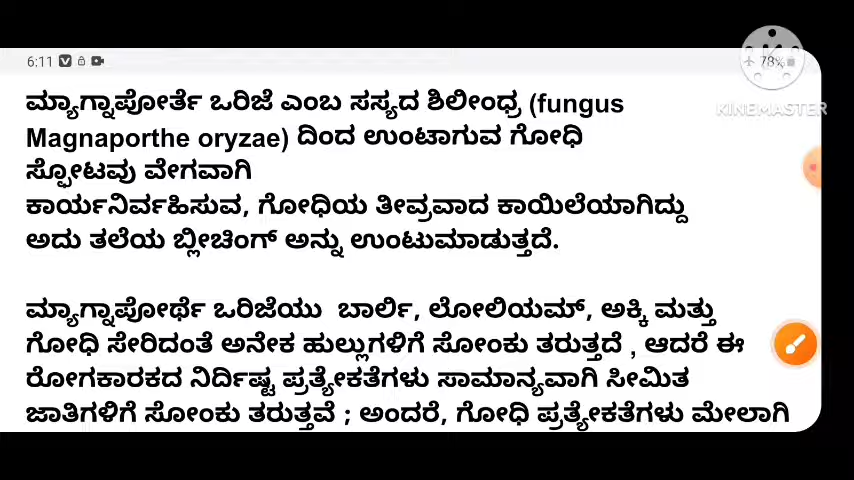 6:11
78%
KINEMASTER
ಮ್ಯಾಗ್ನಾಪೋರ್ತೆ ಒರಿಜೆ ಎಂಬ ಸಸ್ಯದ ಶಿಲೀಂಧ್ರ (fungus
Magnaporthe oryzae) ದಿಂದ ಉಂಟಾಗುವ ಗೋಧಿ
ಸ್ಫೋಟವು ವೇಗವಾಗಿ
ಕಾರ್ಯನಿರ್ವಹಿಸುವ, ಗೋಧಿಯ ತೀವ್ರವಾದ ಕಾಯಿಲೆಯಾಗಿದ್ದು
ಅದು ತಲೆಯ ಬ್ಲೀಚಿಂಗ್ ಅನ್ನು ಉಂಟುಮಾಡುತ್ತದೆ.
ಮ್ಯಾಗ್ನಾಪೋರ್ಥೆ ಒರಿಜೆಯು ಬಾರ್ಲಿ, ಲೋಲಿಯಮ್, ಅಕ್ಕಿ ಮತ್ತು
ಗೋಧಿ ಸೇರಿದಂತೆ ಅನೇಕ ಹುಲ್ಲುಗಳಿಗೆ ಸೋಂಕು ತರುತ್ತದೆ , ಆದರೆ ಈ
ರೋಗಕಾರಕದ ನಿರ್ದಿಷ್ಟ ಪ್ರತ್ಯೇಕತೆಗಳು ಸಾಮಾನ್ಯವಾಗಿ ಸೀಮಿತ
ಜಾತಿಗಳಿಗೆ ಸೋಂಕು ತರುತ್ತವೆ ; ಅಂದರೆ, ಗೋಧಿ ಪ್ರತ್ಯೇಕತೆಗಳು ಮೇಲಾಗಿ